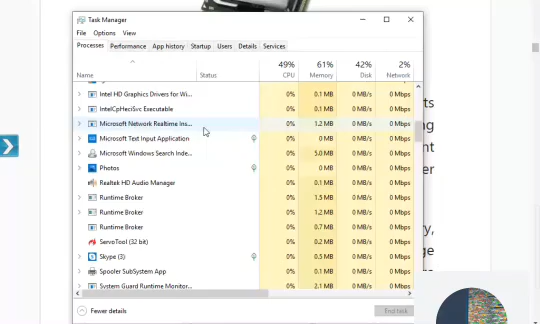 Task Manager
File Options View
Processes Performance App history Startup Users Details Services
49% 61% 42% 2%
Name Status CPU Memory Disk Network
Intel HD Graphics Drivers for Wi... 0% 0.1 MB 0 MB/s 0 Mbps
IntelCpHeciSvc Executable 0% 0.1 MB 0 MB/s 0 Mbps
Microsoft Network Realtime Ins... 0% 1.2 MB 0 MB/s 0 Mbps
Microsoft Text Input Application 0% 0 MB 0 MB/s 0 Mbps
Microsoft Windows Search Inde... 0% 5.0 MB 0 MB/s 0 Mbps
Photos 0% 0 MB 0 MB/s 0 Mbps
Realtek HD Audio Manager 0% 0.1 MB 0 MB/s 0 Mbps
Runtime Broker 0% 1.5 MB 0 MB/s 0 Mbps
Runtime Broker 0% 1.2 MB 0 MB/s 0 Mbps
Runtime Broker 0% 0.7 MB 0 MB/s 0 Mbps
ServoTool (32 bit) 0% 0.2 MB 0 MB/s 0 Mbps
Skype (3) 0% 0.5 MB 0 MB/s 0 Mbps
Spooler SubSystem App 0% 0.1 MB 0 MB/s 0 Mbps
System Guard Runtime Monitor... 0% 2.1 MB 0 MB/s 0 Mbps
Fewer details End task